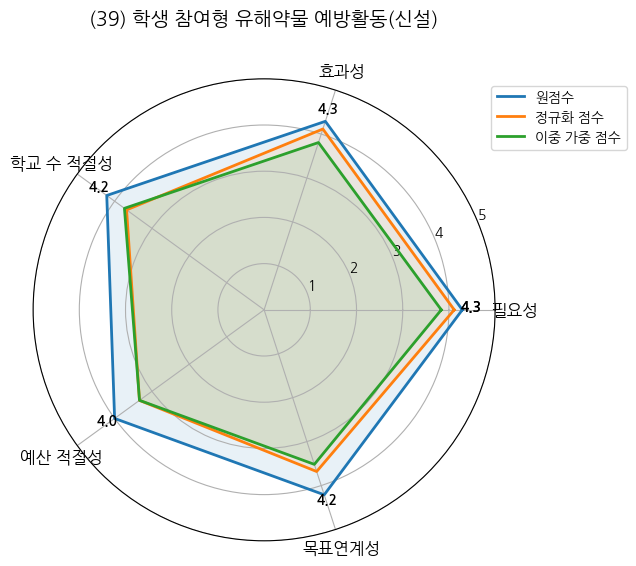 (39) 학생 참여형 유해약물 예방활동(신설)
원점수
정규화 점수
이중 가중 점수
효과성
4.3
학교 수 적절성
4.2
5
4
3
2
1
4.3
필요성
4.0
예산 적절성
4.2
목표연계성